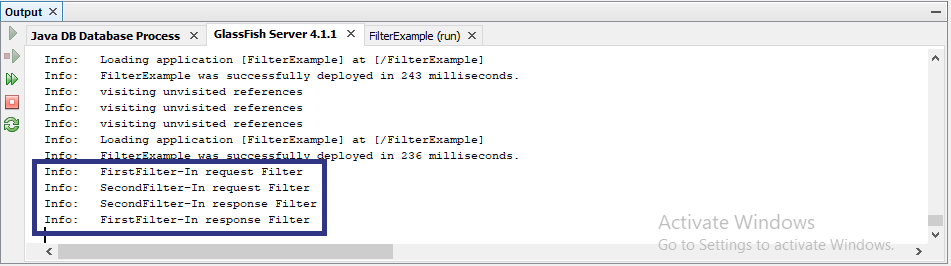 Output
Java DB Database Process GlassFish Server 4.1.1 FilterExample (run)
Info: Loading application [FilterExample] at [/FilterExample]
Info: FilterExample was successfully deployed in 243 milliseconds.
Info: visiting unvisited references
Info: visiting unvisited references
Info: visiting unvisited references
Info: Loading application [FilterExample] at [/FilterExample]
Info: FilterExample was successfully deployed in 236 milliseconds.
Info: FirstFilter-In request Filter
Info: SecondFilter-In request Filter
Info: SecondFilter-In response Filter
Info: FirstFilter-In response Filter
Activate Windows
Go to Settings to activate Windows.